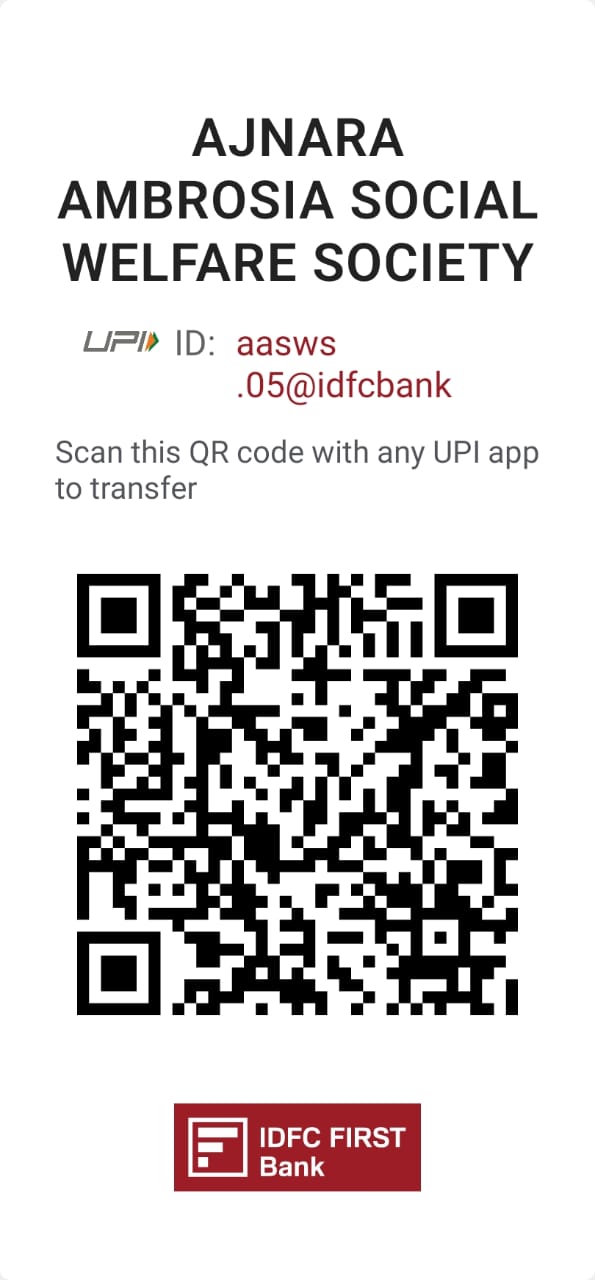 AJNARA
AMBROSIA SOCIAL
WELFARE SOCIETY
UPI ID: aasws
.05@idfcbank
Scan this QR code with any UPI app
to transfer
IDFC FIRST
Bank